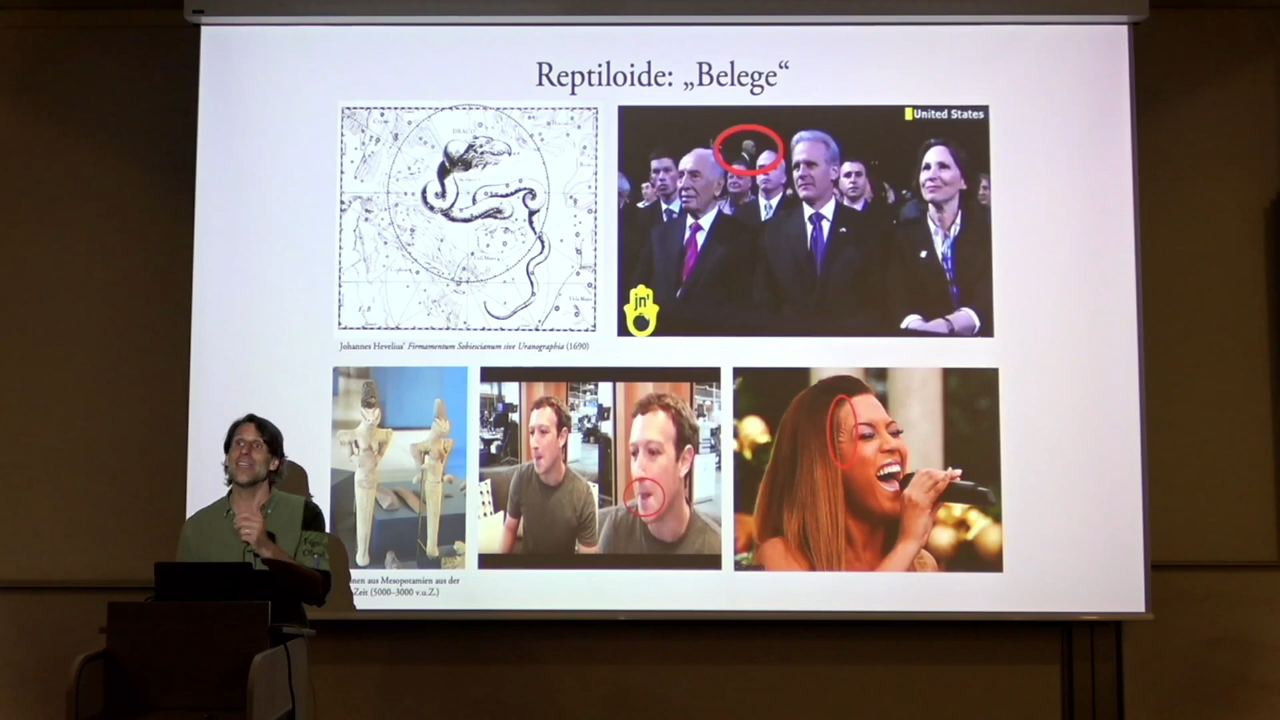 Reptiloide: „Belege“
DRACO
United States
jn'
Johannes Hevelius' Firmamentum Sobiescianum sive Uranographia (1690)
nen aus Mesopotamien aus der
Zeit (5000–3000 v.u.Z.)